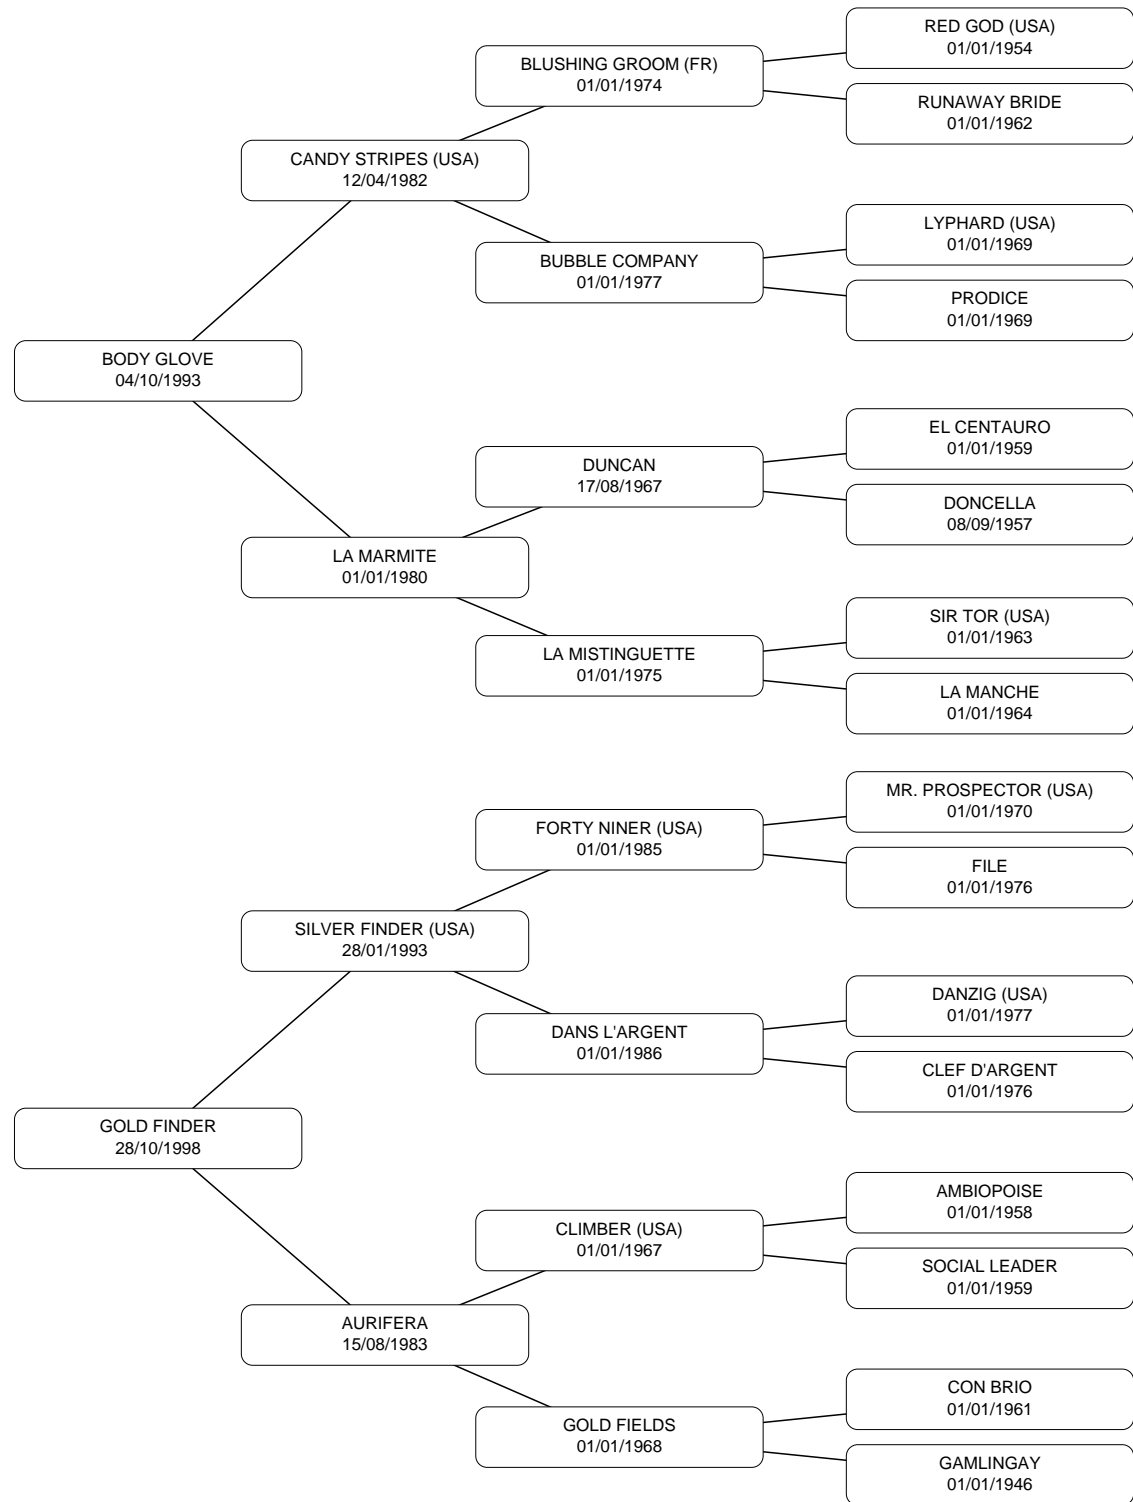 RED GOD (USA)
01/01/1954
BLUSHING GROOM (FR)
01/01/1974
RUNAWAY BRIDE
01/01/1962
CANDY STRIPES (USA)
12/04/1982
LYPHARD (USA)
01/01/1969
BUBBLE COMPANY
01/01/1977
PRODICE
01/01/1969
BODY GLOVE
04/10/1993
EL CENTAURO
01/01/1959
DUNCAN
17/08/1967
DONCELLA
08/09/1957
LA MARMITE
01/01/1980
SIR TOR (USA)
01/01/1963
LA MISTINGUETTE
01/01/1975
LA MANCHE
01/01/1964
MR. PROSPECTOR (USA)
01/01/1970
FORTY NINER (USA)
01/01/1985
FILE
01/01/1976
SILVER FINDER (USA)
28/01/1993
DANZIG (USA)
01/01/1977
DANS L'ARGENT
01/01/1986
CLEF D'ARGENT
01/01/1976
GOLD FINDER
28/10/1998
AMBIOPOISE
01/01/1958
CLIMBER (USA)
01/01/1967
SOCIAL LEADER
01/01/1959
AURIFERA
15/08/1983
CON BRIO
01/01/1961
GOLD FIELDS
01/01/1968
GAMLINGAY
01/01/1946